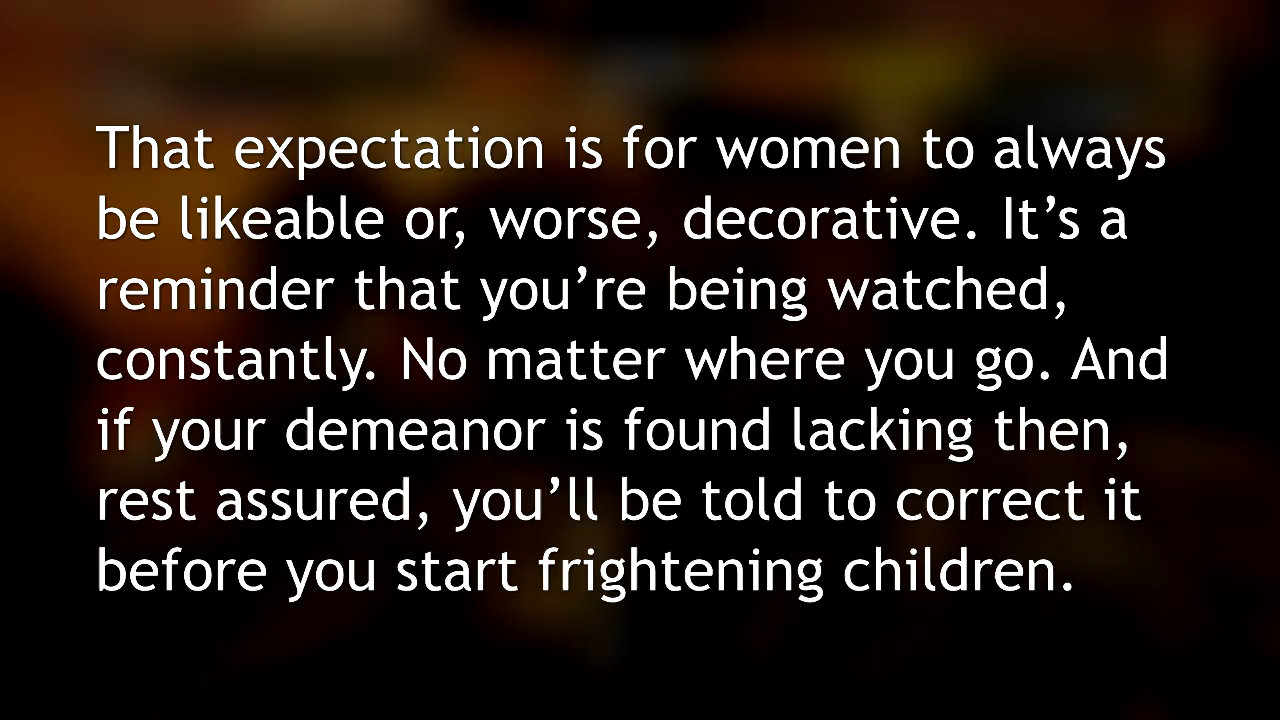 That expectation is for women to always
be likeable or, worse, decorative. It’s a
reminder that you’re being watched,
constantly. No matter where you go. And
if your demeanor is found lacking then,
rest assured, you’ll be told to correct it
before you start frightening children.